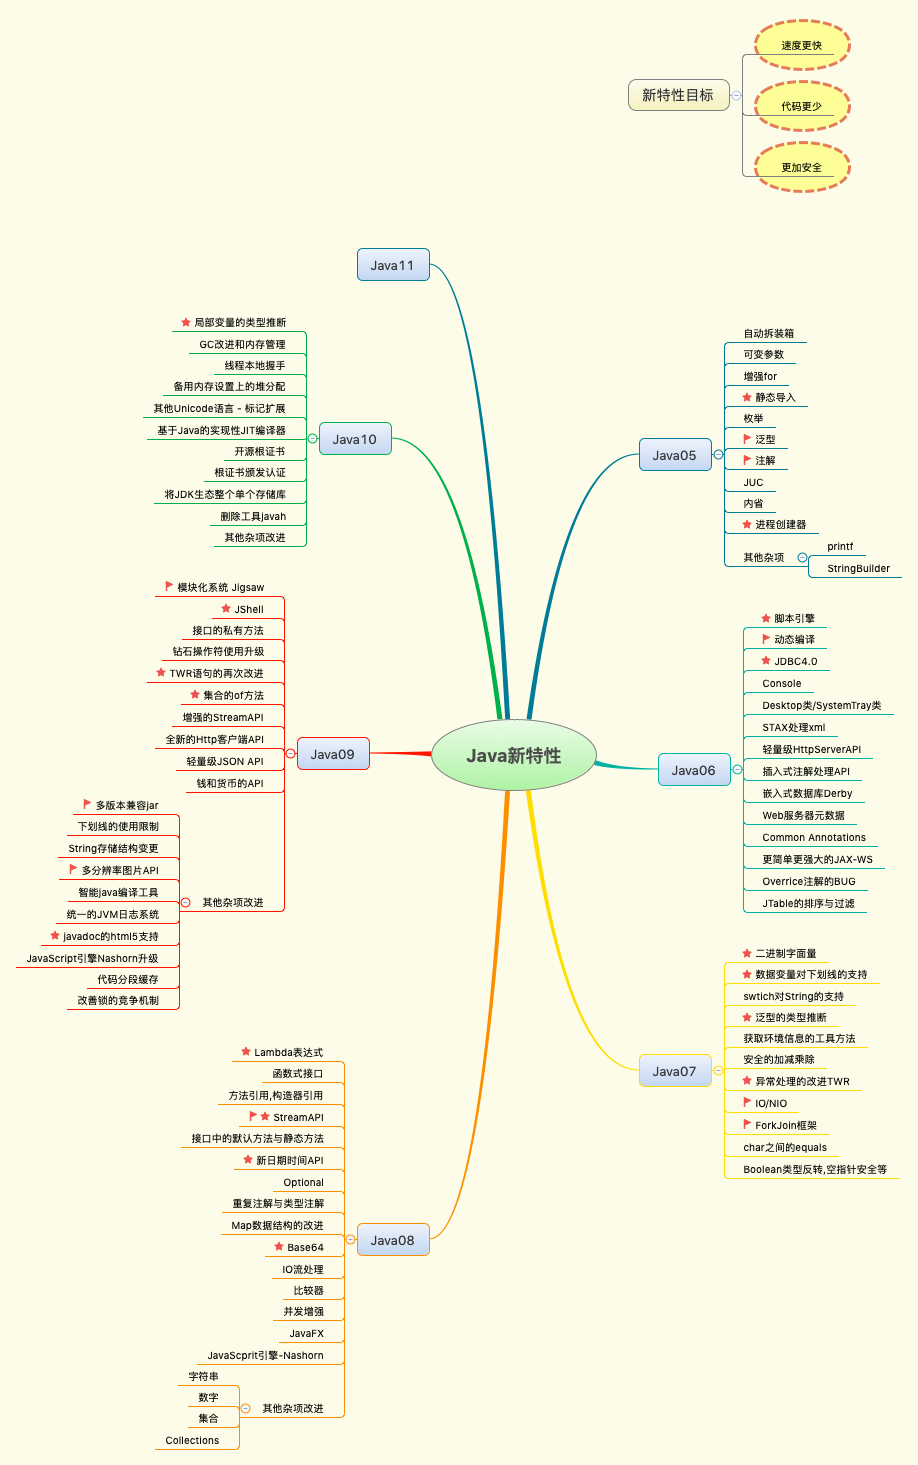 新特性目标
速度更快
代码更少
更加安全
Java新特性
Java05
自动拆装箱
可变参数
增强for
静态导入
枚举
泛型
注解
JUC
内省
进程创建器
其他杂项
printf
StringBuilder
Java06
脚本引擎
动态编译
JDBC4.0
Console
Desktop类/SystemTray类
STAX处理xml
轻量级HttpServerAPI
插入式注解处理API
嵌入式数据库Derby
Web服务器元数据
Common Annotations
更简单更强大的JAX-WS
Overrice注解的BUG
JTable的排序与过滤
Java07
二进制字面量
数据变量对下划线的支持
swtich对String的支持
泛型的类型推断
获取环境信息的工具方法
安全的加减乘除
异常处理的改进TWR
IO/NIO
ForkJoin框架
char之间的equals
Boolean类型反转,空指针安全等
Java08
Lambda表达式
函数式接口
方法引用,构造器引用
StreamAPI
接口中的默认方法与静态方法
新日期时间API
Optional
重复注解与类型注解
Map数据结构的改进
Base64
IO流处理
比较器
并发增强
JavaFX
JavaScprit引擎-Nashorn
其他杂项改进
字符串
数字
集合
Collections
Java09
模块化系统 Jigsaw
JShell
接口的私有方法
钻石操作符使用升级
TWR语句的再次改进
集合的of方法
增强的StreamAPI
全新的Http客户端API
轻量级JSON API
钱和货币的API
其他杂项改进
多版本兼容jar
下划线的使用限制
String存储结构变更
多分辨率图片API
智能java编译工具
统一的JVM日志系统
javadoc的html5支持
JavaScript引擎Nashorn升级
代码分段缓存
改善锁的竞争机制
Java10
局部变量的类型推断
GC改进和内存管理
线程本地握手
备用内存设置上的堆分配
其他Unicode语言 - 标记扩展
基于Java的实现性JIT编译器
开源根证书
根证书颁发认证
将JDK生态整个单个存储库
删除工具javah
其他杂项改进
Java11